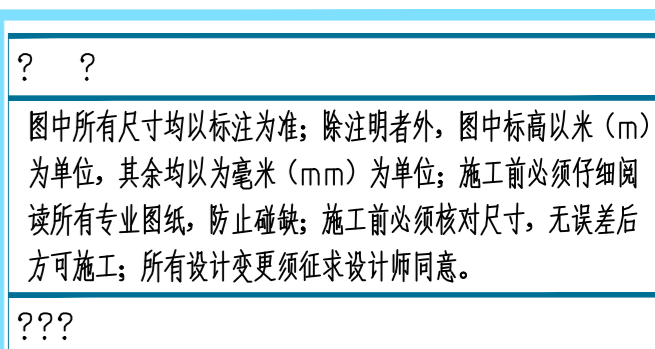 ?  ?
图中所有尺寸均以标注为准；除注明者外，图中标高以米（m）
为单位，其余均以为毫米（mm）为单位；施工前必须仔细阅
读所有专业图纸，防止碰缺；施工前必须核对尺寸，无误差后
方可施工；所有设计变更须征求设计师同意。
???